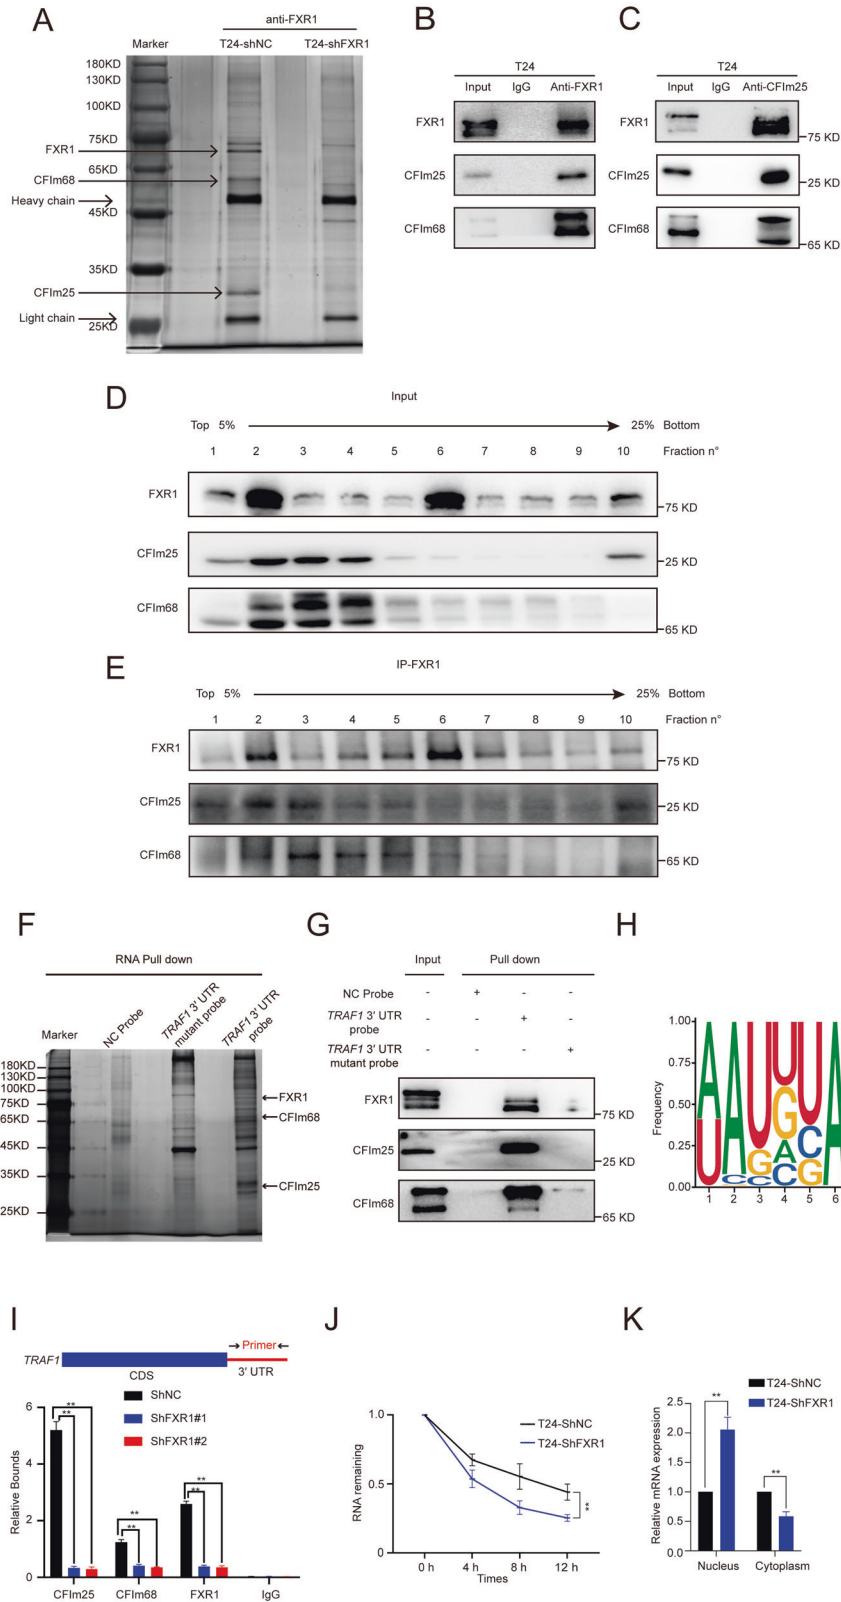 A
anti-FXR1
Marker T24-shNC T24-shFXR1
180KD
130KD
100KD
75KD
FXR1
65KD
CFIm68
Heavy chain
45KD
35KD
CFIm25
Light chain
25KD
B
T24
Input IgG Anti-FXR1
FXR1
CFIm25
CFIm68
C
T24
Input IgG Anti-CFIm25
FXR1
75 KD
CFIm25
25 KD
CFIm68
65 KD
D
Input
Top 5% 25% Bottom
1 2 3 4 5 6 7 8 9 10 Fraction n°
FXR1
75 KD
CFIm25
25 KD
CFIm68
65 KD
E
IP-FXR1
Top 5% 25% Bottom
1 2 3 4 5 6 7 8 9 10 Fraction n°
FXR1
75 KD
CFIm25
25 KD
CFIm68
65 KD
F
RNA Pull down
Marker
NC Probe
TRAF1 3' UTR
mutant probe
TRAF1 3' UTR
probe
180KD
130KD
100KD
75KD
65KD
45KD
35KD
25KD
FXR1
CFIm68
CFIm25
G
Input Pull down
NC Probe - + - -
TRAF1 3' UTR
probe
- - + -
TRAF1 3' UTR
mutant probe
- - - +
FXR1
75 KD
CFIm25
25 KD
CFIm68
65 KD
H
Frequency
1.00
0.75
0.50
0.25
0.00
A U
A C
U G C
U G A C
U C G
A
1 2 3 4 5 6
I
Primer
TRAF1
CDS 3' UTR
ShNC
ShFXR1#1
ShFXR1#2
Relative Bounds
6
4
2
0
** **
** **
** **
CFIm25 CFIm68 FXR1 IgG
J
T24-ShNC
T24-ShFXR1
RNA remaining
1.0
0.5
0
**
0 h 4 h 8 h 12 h
Times
K
T24-ShNC
T24-ShFXR1
Relative mRNA expression
2.5
2.0
1.5
1.0
0.5
0.0
**
**
Nucleus Cytoplasm